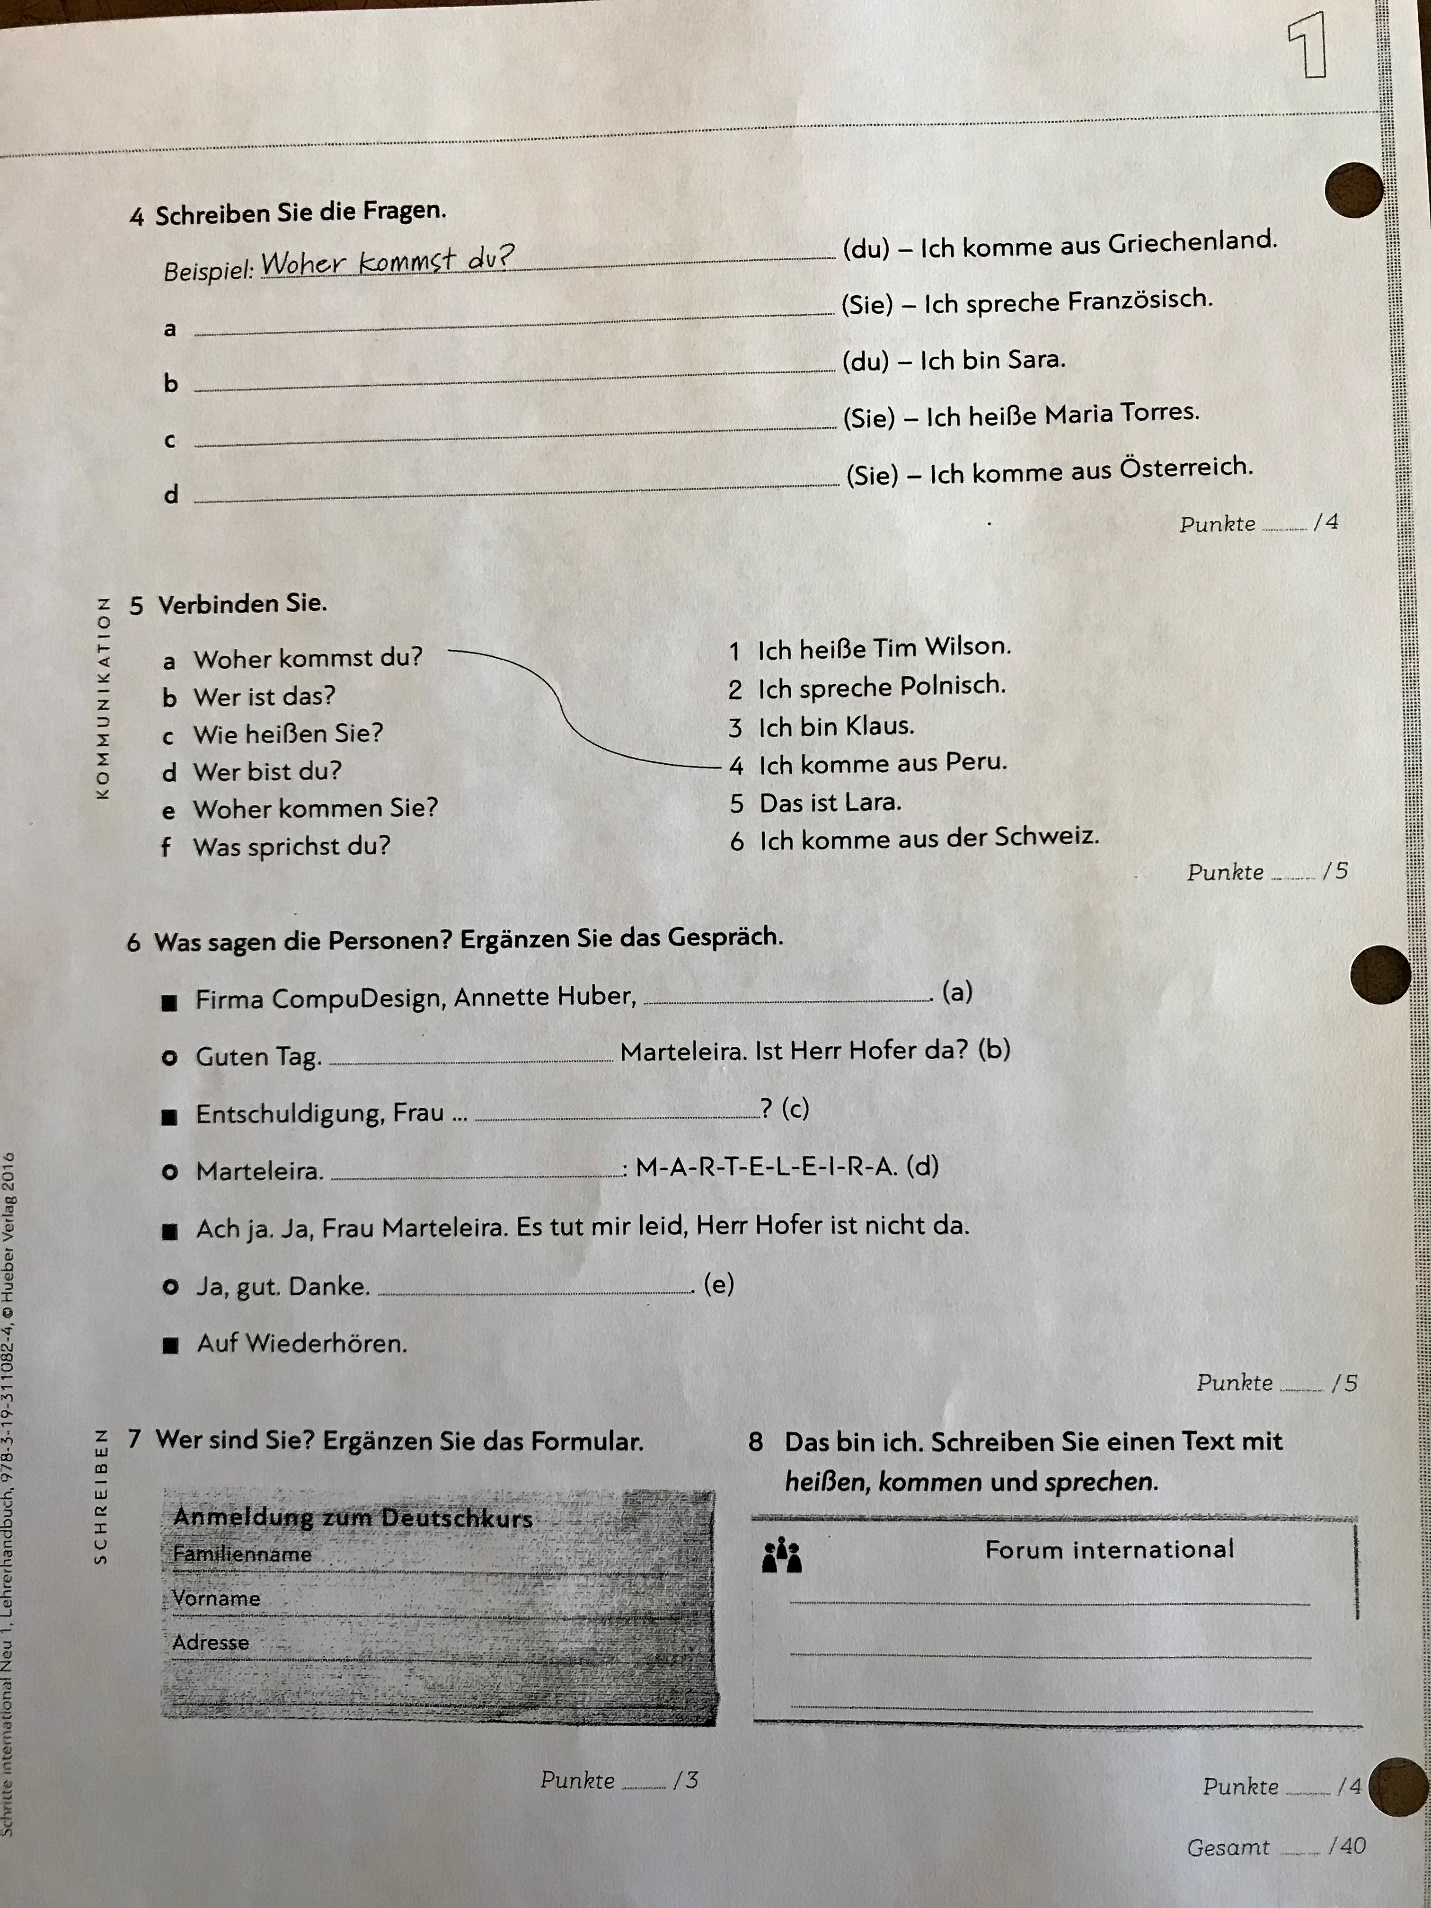 1
4 Schreiben Sie die Fragen.
Beispiel: Woher kommst du? (du) – Ich komme aus Griechenland.
a (Sie) – Ich spreche Französisch.
b (du) – Ich bin Sara.
c (Sie) – Ich heiße Maria Torres.
d (Sie) – Ich komme aus Österreich.
Punkte /4
KOMMUNIKATION
5 Verbinden Sie.
a Woher kommst du?
b Wer ist das?
c Wie heißen Sie?
d Wer bist du?
e Woher kommen Sie?
f Was sprichst du?
1 Ich heiße Tim Wilson.
2 Ich spreche Polnisch.
3 Ich bin Klaus.
4 Ich komme aus Peru.
5 Das ist Lara.
6 Ich komme aus der Schweiz.
Punkte /5
6 Was sagen die Personen? Ergänzen Sie das Gespräch.
Firma CompuDesign, Annette Huber, . (a)
Guten Tag. Marteleira. Ist Herr Hofer da? (b)
Entschuldigung, Frau ... ? (c)
Marteleira. : M-A-R-T-E-L-E-I-R-A. (d)
Ach ja. Ja, Frau Marteleira. Es tut mir leid, Herr Hofer ist nicht da.
Ja, gut. Danke. . (e)
Auf Wiederhören.
Punkte /5
SCHREIBEN
7 Wer sind Sie? Ergänzen Sie das Formular.
Anmeldung zum Deutschkurs
Familienname
Vorname
Adresse
Punkte /3
8 Das bin ich. Schreiben Sie einen Text mit
heißen, kommen und sprechen.
Forum international
Punkte /4
Gesamt /40
Schritte international Neu 1, Lehrerhandbuch, 978-3-19-311082-4, © Hueber Verlag 2016